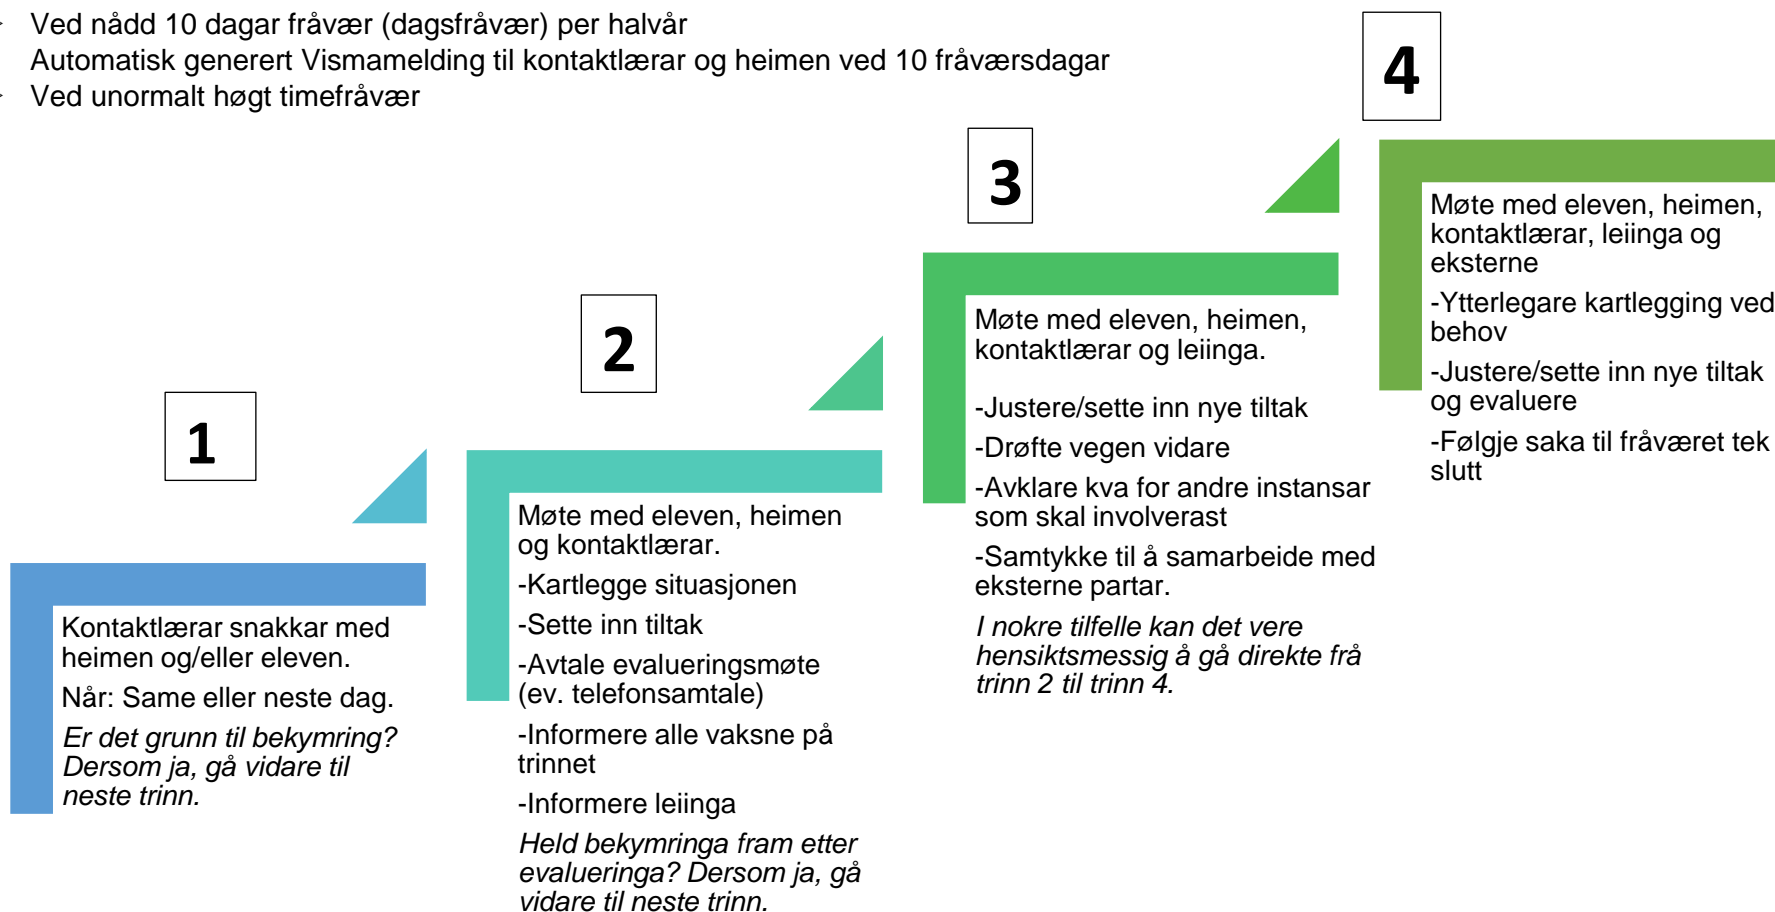 Ved nådd 10 dagar fråvær (dagsfråvær) per halvår
Automatisk generert Vismamelding til kontaktlærar og heimen ved 10 fråværsdagar
Ved unormalt høgt timefråvær
1
Kontaktlærar snakkar med
heimen og/eller eleven.
Når: Same eller neste dag.
Er det grunn til bekymring?
Dersom ja, gå vidare til
neste trinn.
2
Møte med eleven, heimen
og kontaktlærar.
-Kartlegge situasjonen
-Sette inn tiltak
-Avtale evalueringsmøte
(ev. telefonsamtale)
-Informere alle vaksne på
trinnet
-Informere leiinga
Held bekymringa fram etter
evalueringa? Dersom ja, gå
vidare til neste trinn.
3
Møte med eleven, heimen,
kontaktlærar og leiinga.
-Justere/sette inn nye tiltak
-Drøfte vegen vidare
-Avklare kva for andre instansar
som skal involverast
-Samtykke til å samarbeide med
eksterne partar.
I nokre tilfelle kan det vere
hensiktsmessig å gå direkte frå
trinn 2 til trinn 4.
4
Møte med eleven, heimen,
kontaktlærar, leiinga og
eksterne
-Ytterlegare kartlegging ved
behov
-Justere/sette inn nye tiltak
og evaluere
-Følgje saka til fråværet tek
slutt